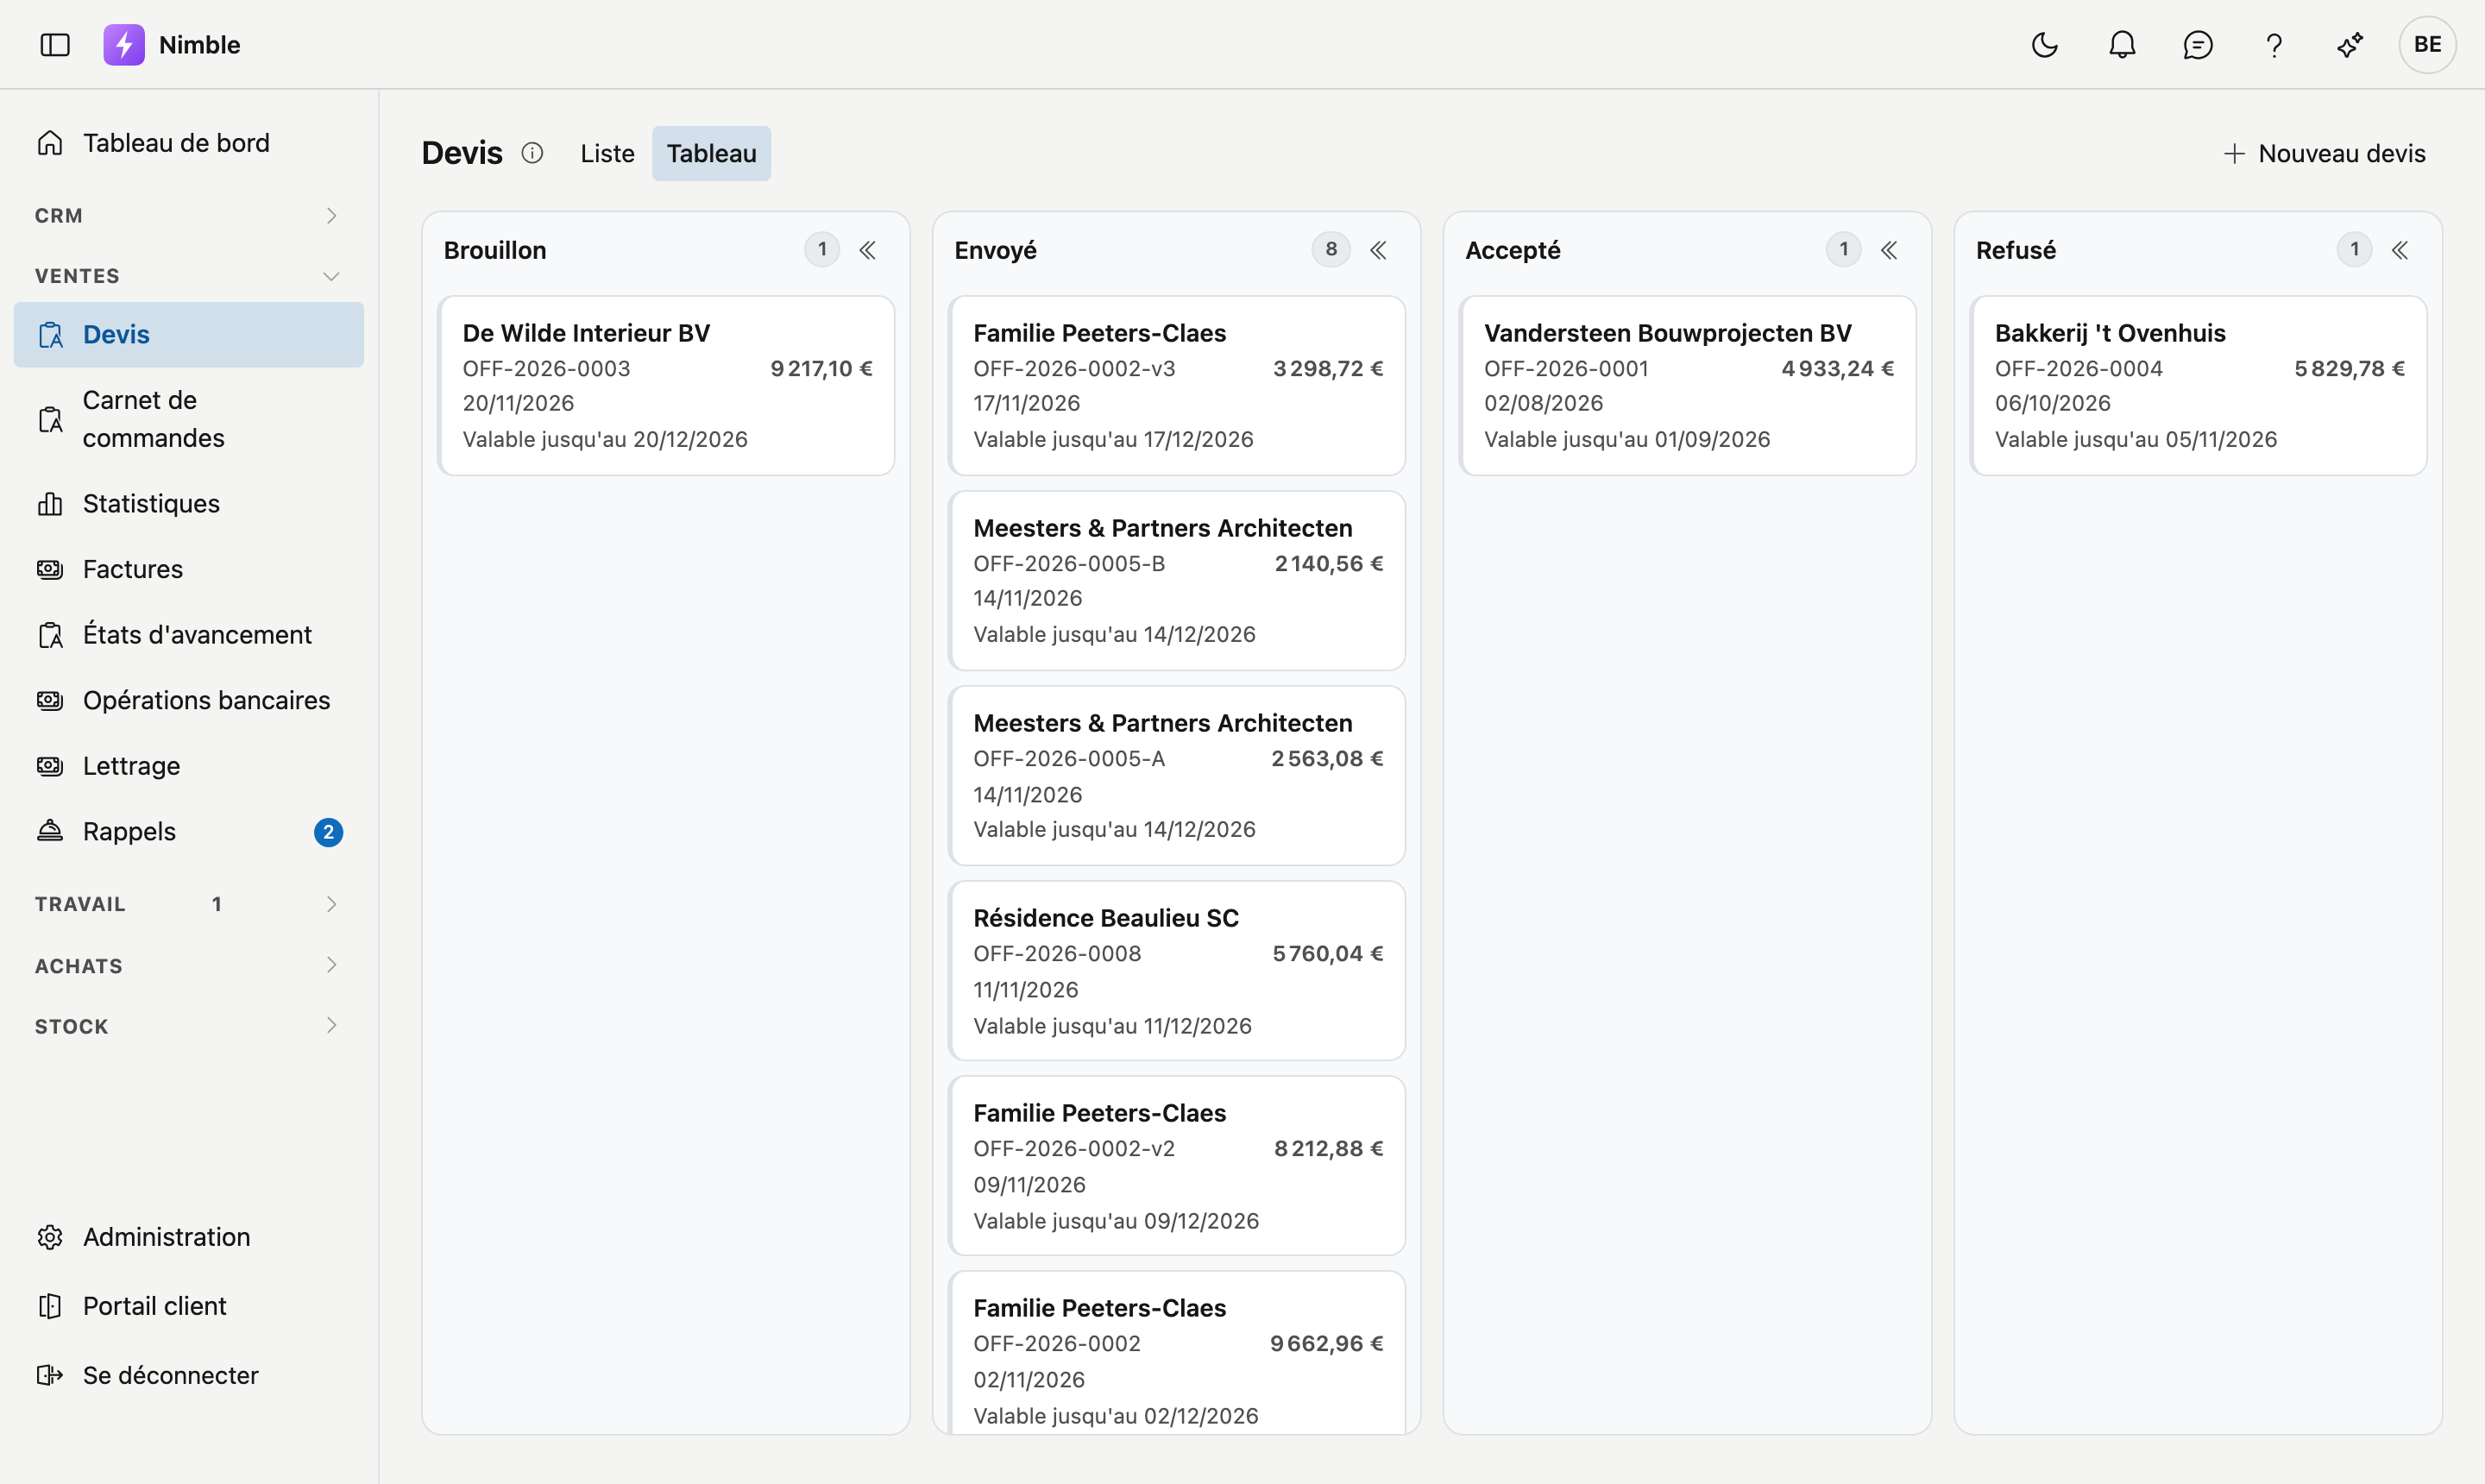 Nimble
BE
Tableau de bord
CRM
VENTES
Devis
Carnet de
commandes
Statistiques
Factures
États d'avancement
Opérations bancaires
Lettrage
Rappels 2
TRAVAIL 1
ACHATS
STOCK
Administration
Portail client
Se déconnecter
Devis Liste Tableau
Nouveau devis
Brouillon 1
De Wilde Interieur BV
OFF-2026-0003 9 217,10 €
20/11/2026
Valable jusqu'au 20/12/2026
Envoyé 8
Familie Peeters-Claes
OFF-2026-0002-v3 3 298,72 €
17/11/2026
Valable jusqu'au 17/12/2026
Meesters & Partners Architecten
OFF-2026-0005-B 2 140,56 €
14/11/2026
Valable jusqu'au 14/12/2026
Meesters & Partners Architecten
OFF-2026-0005-A 2 563,08 €
14/11/2026
Valable jusqu'au 14/12/2026
Résidence Beaulieu SC
OFF-2026-0008 5 760,04 €
11/11/2026
Valable jusqu'au 11/12/2026
Familie Peeters-Claes
OFF-2026-0002-v2 8 212,88 €
09/11/2026
Valable jusqu'au 09/12/2026
Familie Peeters-Claes
OFF-2026-0002 9 662,96 €
02/11/2026
Valable jusqu'au 02/12/2026
Accepté 1
Vandersteen Bouwprojecten BV
OFF-2026-0001 4 933,24 €
02/08/2026
Valable jusqu'au 01/09/2026
Refusé 1
Bakkerij 't Ovenhuis
OFF-2026-0004 5 829,78 €
06/10/2026
Valable jusqu'au 05/11/2026